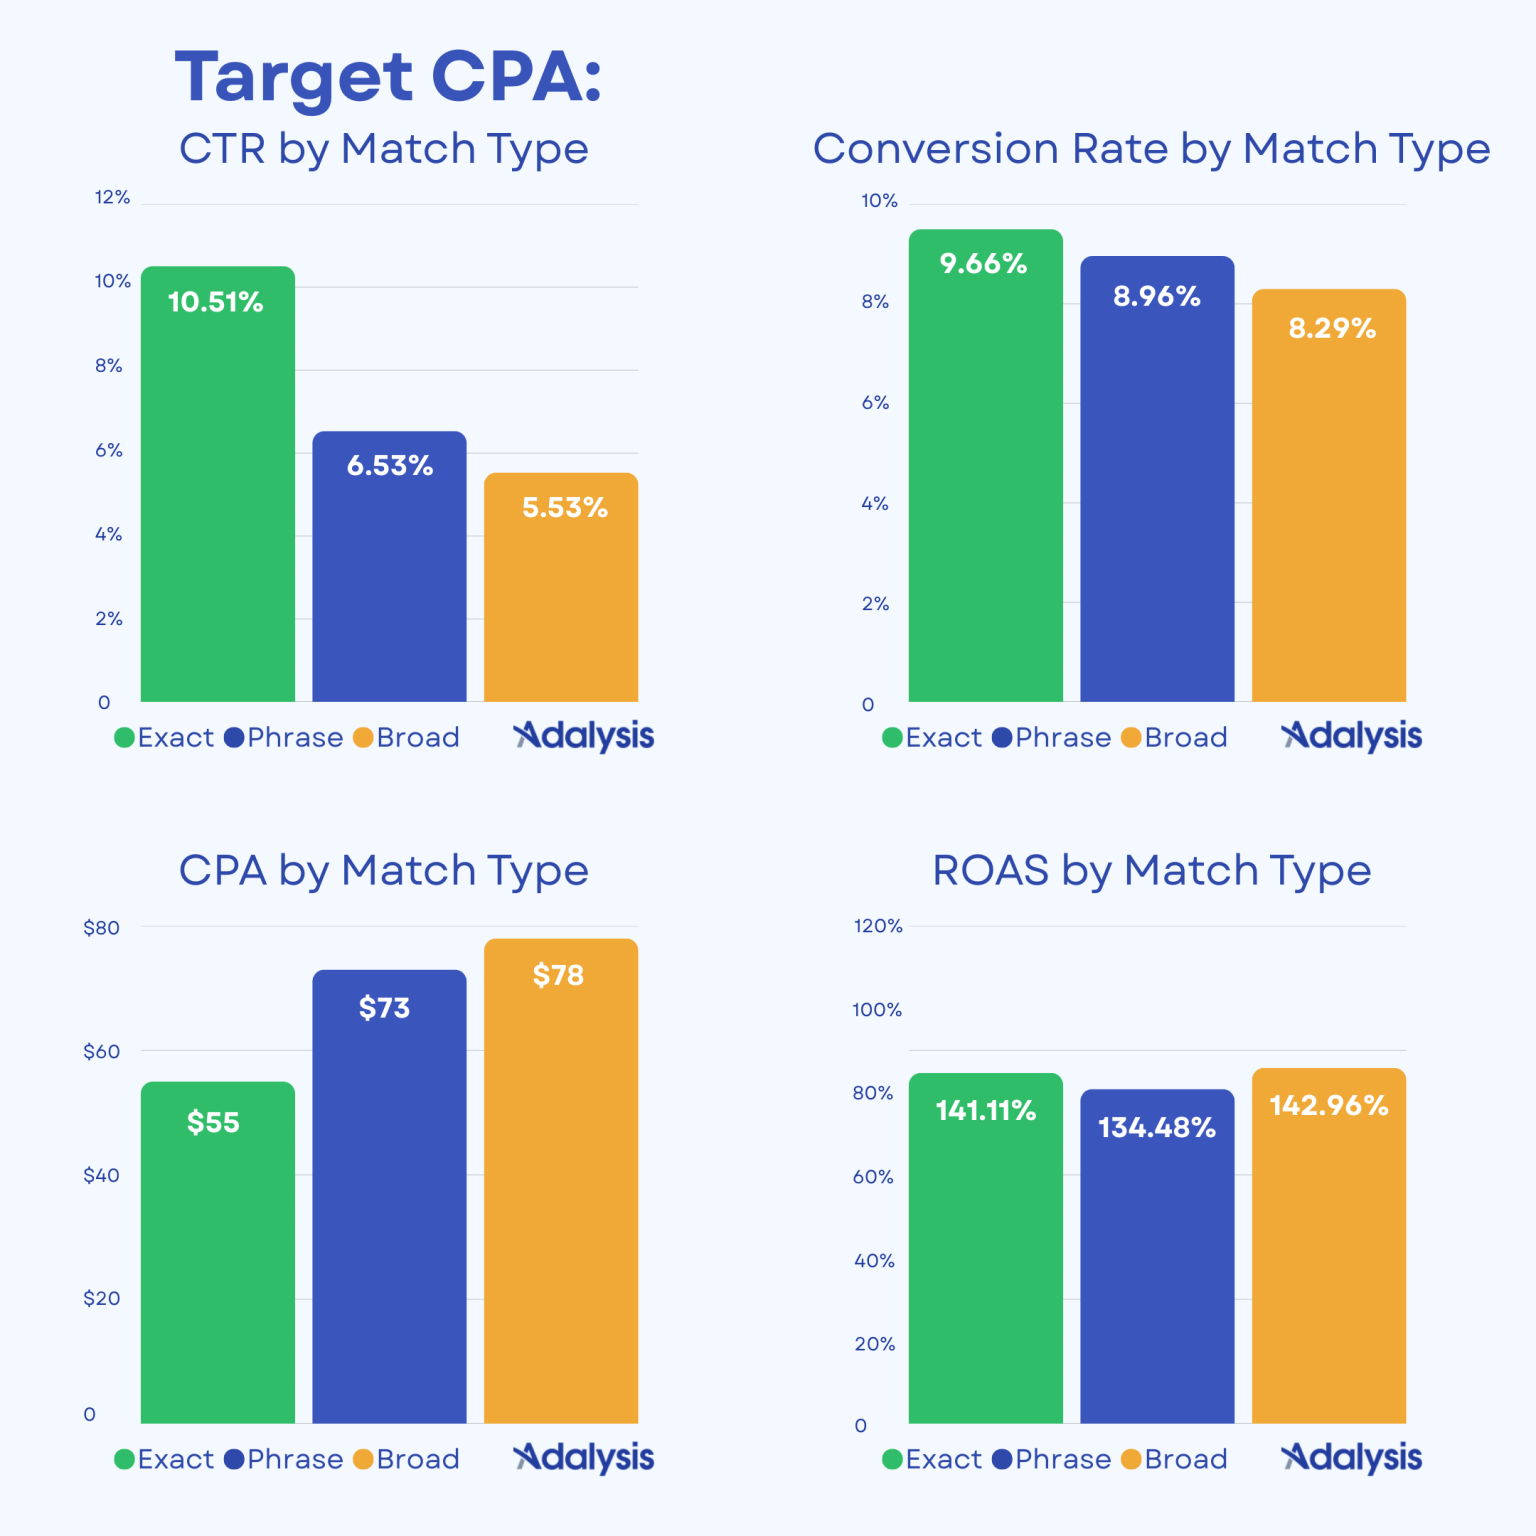 Target CPA:
CTR by Match Type
12%
10%
8%
6%
4%
2%
0
10.51%
6.53%
5.53%
Exact Phrase Broad
Adalysis
Conversion Rate by Match Type
10%
8%
6%
4%
2%
0
9.66%
8.96%
8.29%
Exact Phrase Broad
Adalysis
CPA by Match Type
$80
$60
$40
$20
0
$55
$73
$78
Exact Phrase Broad
Adalysis
ROAS by Match Type
120%
100%
80%
60%
40%
20%
0
141.11%
134.48%
142.96%
Exact Phrase Broad
Adalysis